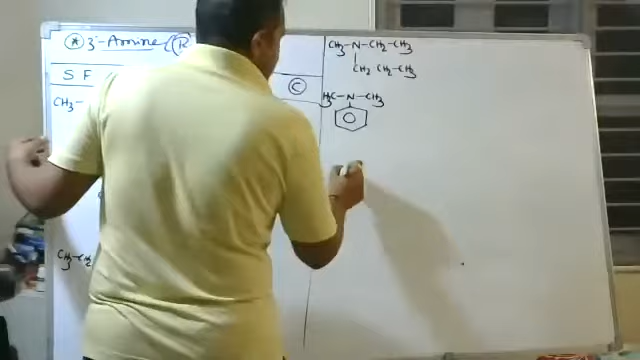 * 3° - Amine (R
S F
C
CH₃ -
CH₃ - CH₂
CH₃ - N - CH₂ - CH₃
CH₂ CH₂ - CH₃
H₃C - N - CH₃